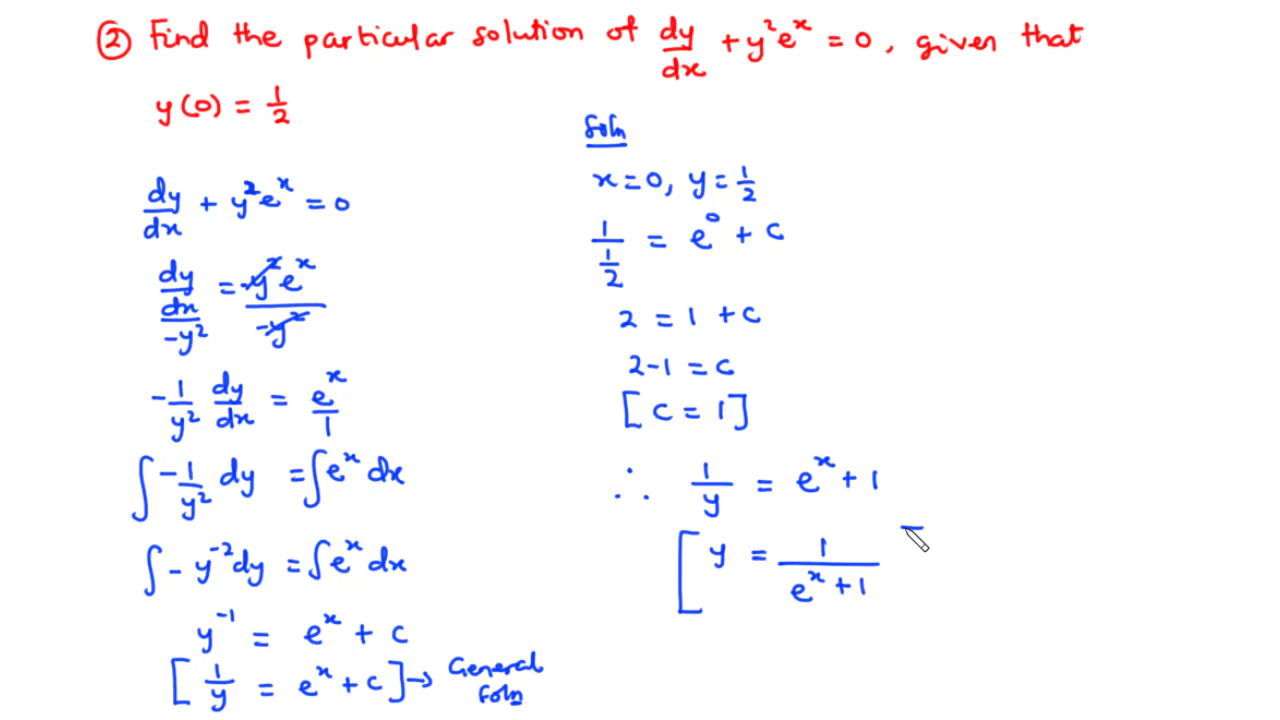 ② Find the particular solution of dy/dx + y²eˣ = 0, given that
y(0) = 1/2
dy/dx + y²eˣ = 0
(dy/dx)/(-y²) = (-y²eˣ)/(-y²)
-1/y² dy/dx = eˣ/1
∫ -1/y² dy = ∫eˣ dx
∫ -y⁻² dy = ∫eˣ dx
y⁻¹ = eˣ + c
[1/y = eˣ + c] → General Soln
Soln
x = 0, y = 1/2
1/(1/2) = e⁰ + c
2 = 1 + c
2-1 = c
[c = 1]
∴ 1/y = eˣ + 1
[y = 1/(eˣ + 1)